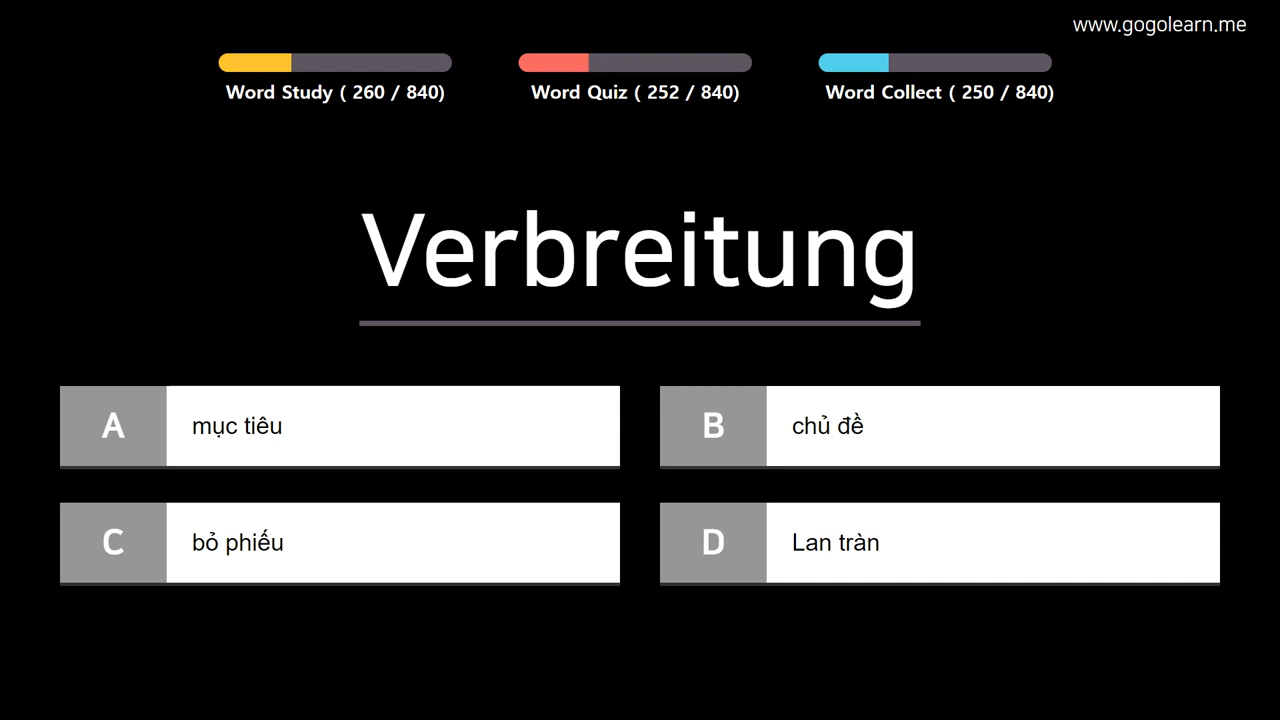 www.gogolearn.me
Word Study ( 260 / 840)
Word Quiz ( 252 / 840)
Word Collect ( 250 / 840)
Verbreitung
A mục tiêu
B chủ đề
C bỏ phiếu
D Lan tràn